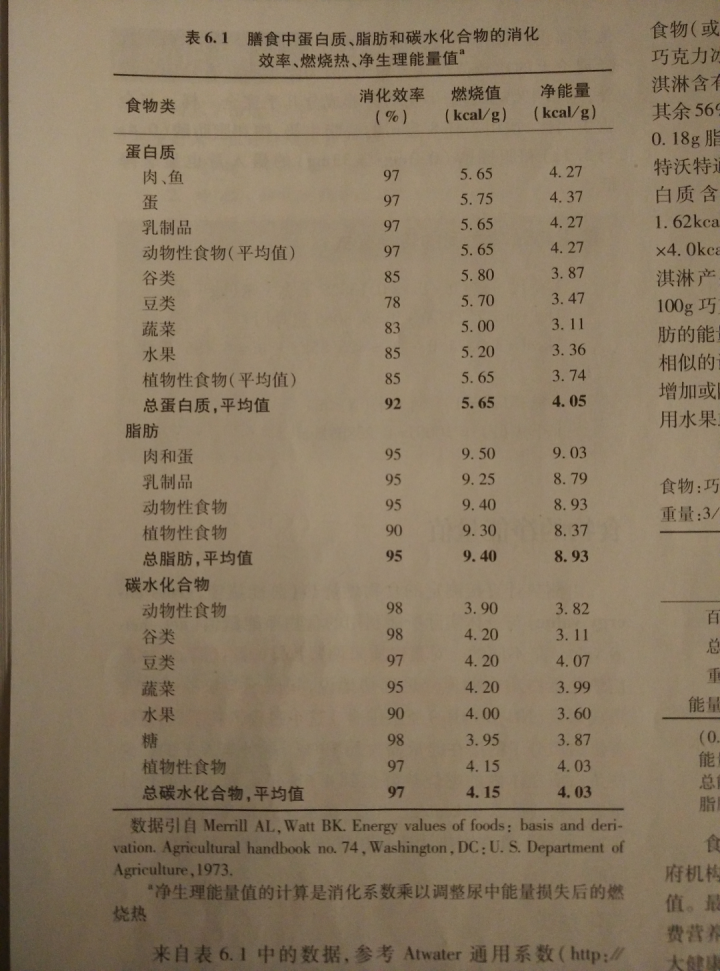 表6.1 膳食中蛋白质、脂肪和碳水化合物的消化
效率、燃烧热、净生理能量值a
食物类 消化效率(%) 燃烧值(kcal/g) 净能量(kcal/g)
蛋白质
肉、鱼 97 5.65 4.27
蛋 97 5.75 4.37
乳制品 97 5.65 4.27
动物性食物(平均值) 97 5.65 4.27
谷类 85 5.80 3.87
豆类 78 5.70 3.47
蔬菜 83 5.00 3.11
水果 85 5.20 3.36
植物性食物(平均值) 85 5.65 3.74
总蛋白质,平均值 92 5.65 4.05
脂肪
肉和蛋 95 9.50 9.03
乳制品 95 9.25 8.79
动物性食物 95 9.40 8.93
植物性食物 90 9.30 8.37
总脂肪,平均值 95 9.40 8.93
碳水化合物
动物性食物 98 3.90 3.82
谷类 98 4.20 3.11
豆类 97 4.20 4.07
蔬菜 95 4.20 3.99
水果 90 4.00 3.60
糖 98 3.95 3.87
植物性食物 97 4.15 4.03
总碳水化合物,平均值 97 4.15 4.03
数据引自 Merrill AL,Watt BK. Energy values of foods: basis and deri-
vation. Agricultural handbook no. 74, Washington, DC: U. S. Department of
Agriculture, 1973.
a净生理能量值的计算是消化系数乘以调整尿中能量损失后的燃
烧热
来自表 6.1 中的数据,参考 Atwater 通用系数(http://
食物(或
巧克力冰
淇淋含有
其余56%
0.18g脂
特沃特通
白质含
1.62kca
×4.0kca
淇淋产
100g巧
肪的能量
相似的
增加或
用水果
食物:巧
重量:3/
百
总
重
能量
(0.
能
总
脂肪
食
府机构
值。最
费营养
大健康